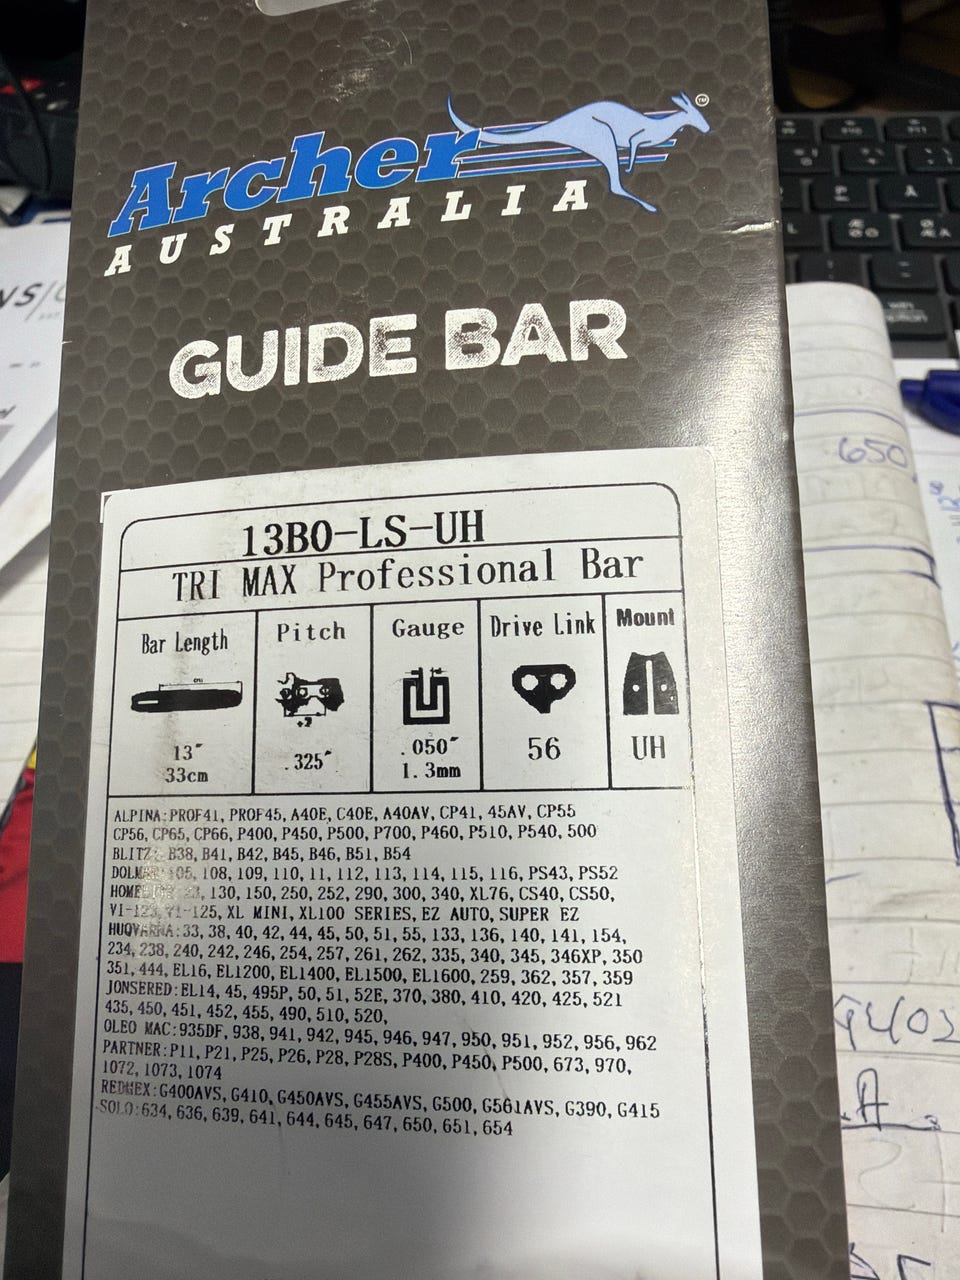 Archer
AUSTRALIA
TM
GUIDE BAR
13B0-LS-UH
TRI MAX Professional Bar
Bar Length Pitch Gauge Drive Link Mount
13" .325" .050" 56 UH
33cm 1.3mm
ALPINA:PROF41, PROF45, A40E, C40E, A40AV, CP41, 45AV, CP55
CP56, CP65, CP66, P400, P450, P500, P700, P460, P510, P540, 500
BLITZ: B38, B41, B42, B45, B46, B51, B54
108, 109, 110, 11, 112, 113, 114, 115, 116, PS43, PS52
130, 150, 250, 252, 290, 300, 340, XL76, CS40, CS50,
VI-125, XL MINI, XL100 SERIES, EZ AUTO, SUPER EZ
HUQVARNA:33, 38, 40, 42, 44, 45, 50, 51, 55, 133, 136, 140, 141, 154,
234, 238, 240, 242, 246, 254, 257, 261, 262, 335, 340, 345, 346XP, 350
351, 444, EL16, EL1200, EL1400, EL1500, EL1600, 259, 362, 357, 359
JONSERED:EL14, 45, 495P, 50, 51, 52E, 370, 380, 410, 420, 425, 521
435, 450, 451, 452, 455, 490, 510, 520,
OLEO MAC:935DF, 938, 941, 942, 945, 946, 947, 950, 951, 952, 956, 962
PARTNER:P11, P21, P25, P26, P28, P28S, P400, P450, P500, 673, 970,
1072, 1073, 1074
REDMEX:G400AVS, G410, G450AVS, G455AVS, G500, G561AVS, G390, G415
SOLO:634, 636, 639, 641, 644, 645, 647, 650, 651, 654
650